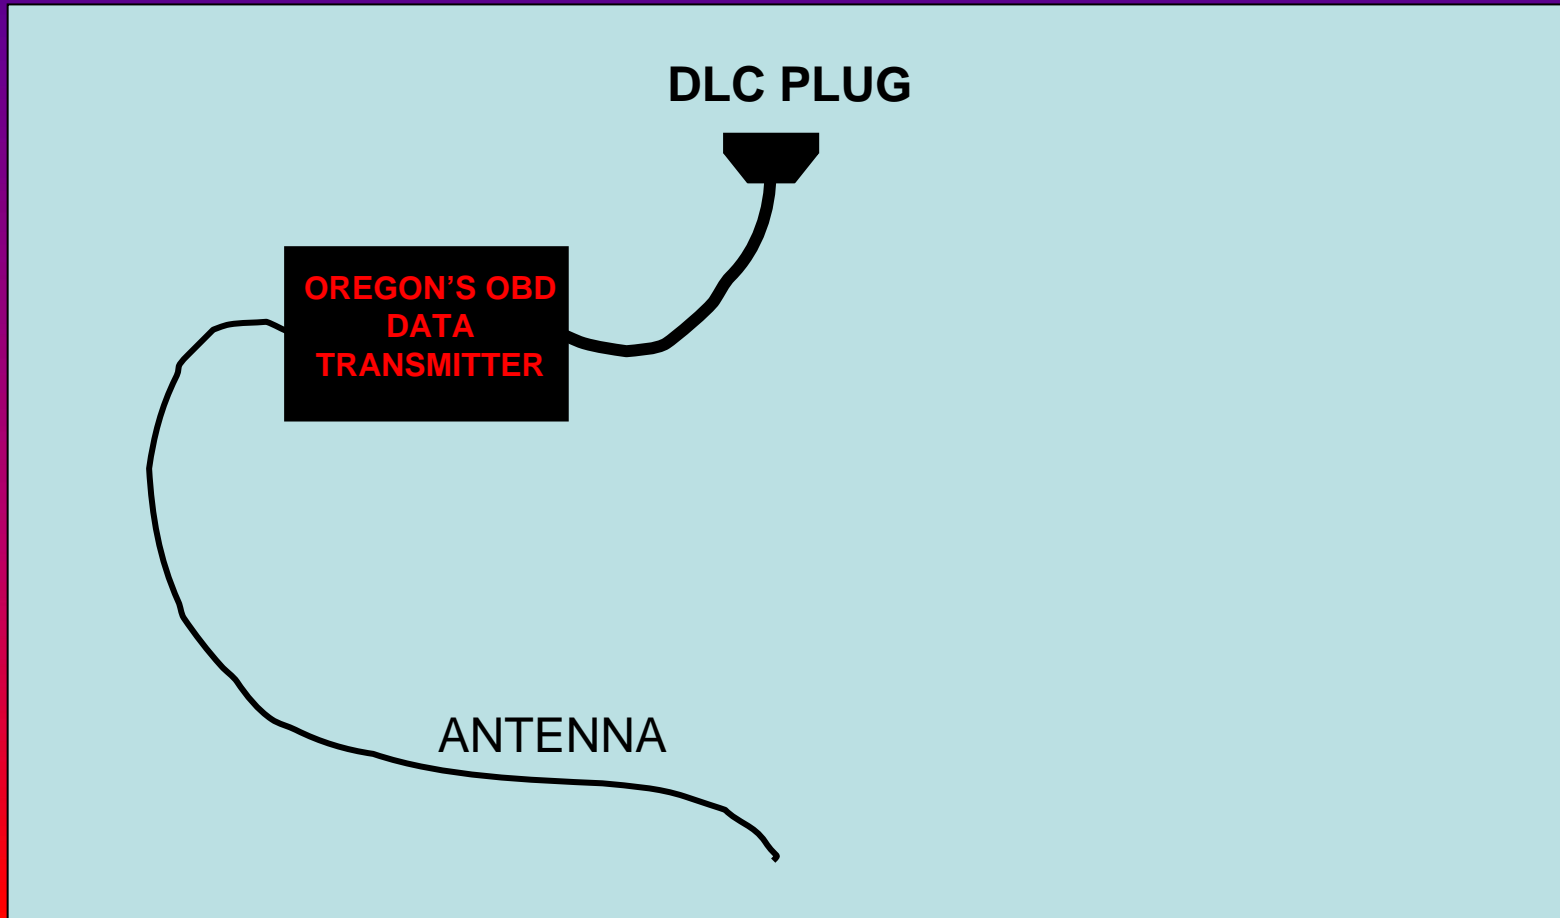 DLC PLUG
OREGON’S OBD
DATA
TRANSMITTER
ANTENNA